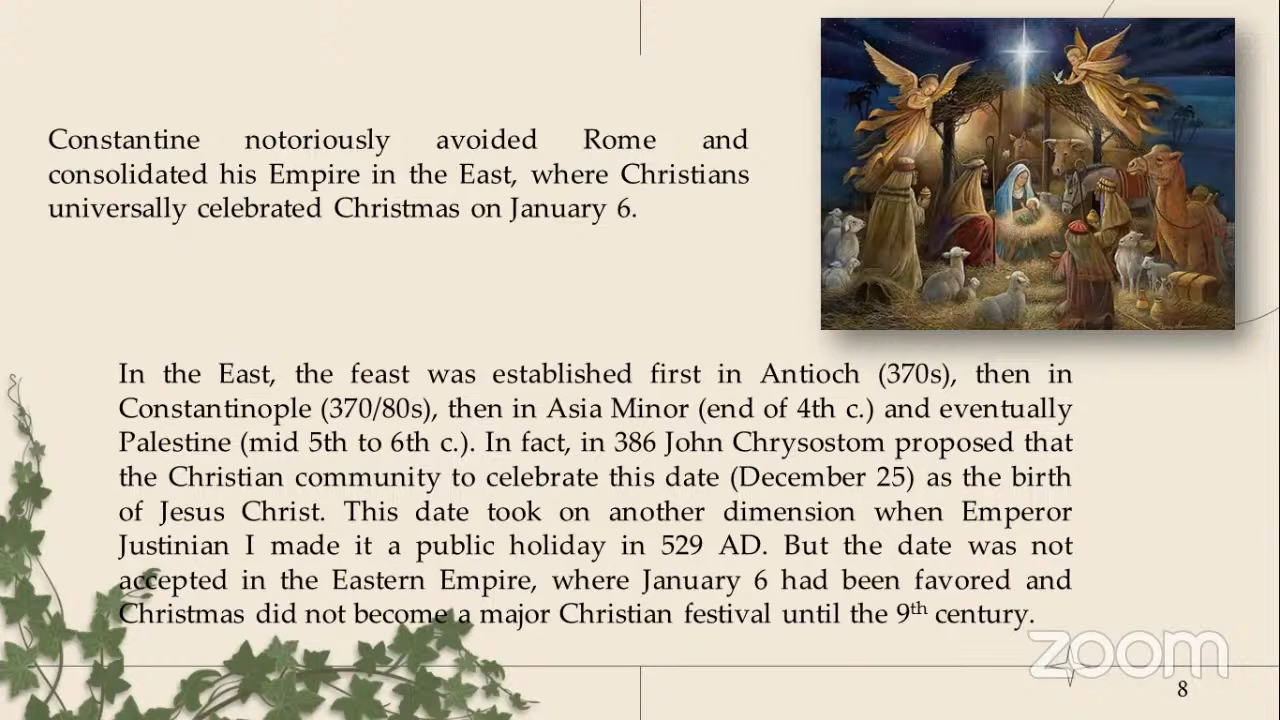 Constantine notoriously avoided Rome and
consolidated his Empire in the East, where Christians
universally celebrated Christmas on January 6.
In the East, the feast was established first in Antioch (370s), then in
Constantinople (370/80s), then in Asia Minor (end of 4th c.) and eventually
Palestine (mid 5th to 6th c.). In fact, in 386 John Chrysostom proposed that
the Christian community to celebrate this date (December 25) as the birth
of Jesus Christ. This date took on another dimension when Emperor
Justinian I made it a public holiday in 529 AD. But the date was not
accepted in the Eastern Empire, where January 6 had been favored and
Christmas did not become a major Christian festival until the 9th century.
zoom
8